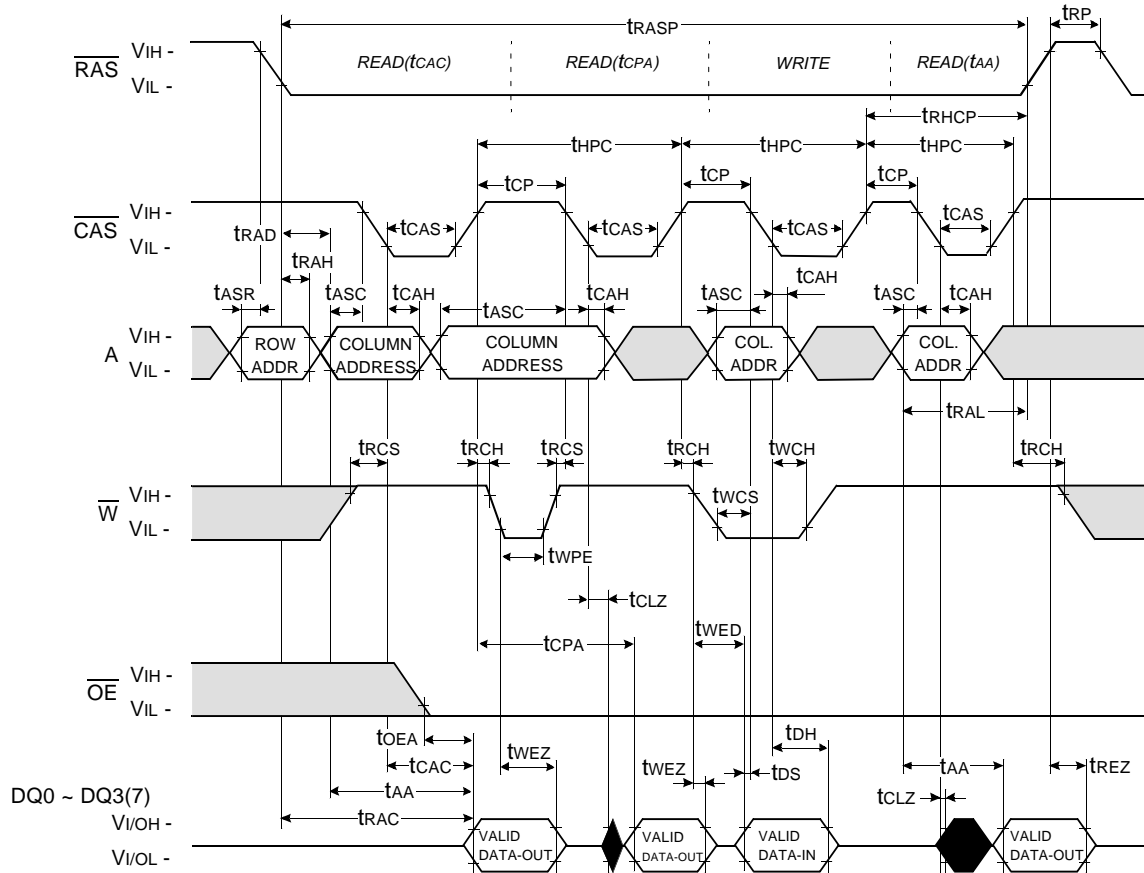 tRASP
tRP
RAS
VIH -
VIL -
READ(tCAC)
READ(tCPA)
WRITE
READ(tAA)
tRHCP
tHPC
tHPC
tHPC
tCP
tCP
tCP
CAS
VIH -
VIL -
tCAS
tCAS
tCAS
tCAS
tRAD
tRAH
tCAH
tASR
tASC
tCAH
tASC
tCAH
tASC
tASC
tCAH
A
VIH -
VIL -
ROW
ADDR
COLUMN
ADDRESS
COLUMN
ADDRESS
COL.
ADDR
COL.
ADDR
tRAL
tRCS
tRCH
tRCS
tRCH
tWCH
tRCH
W
VIH -
VIL -
tWCS
tWPE
tCLZ
tWED
tCPA
OE
VIH -
VIL -
tOEA
tCAC
tWEZ
tDH
tAA
tWEZ
tDS
tAA
tREZ
DQ0 ~ DQ3(7)
tCLZ
tRAC
VI/OH -
VI/OL -
VALID
DATA-OUT
VALID
DATA-OUT
VALID
DATA-IN
VALID
DATA-OUT